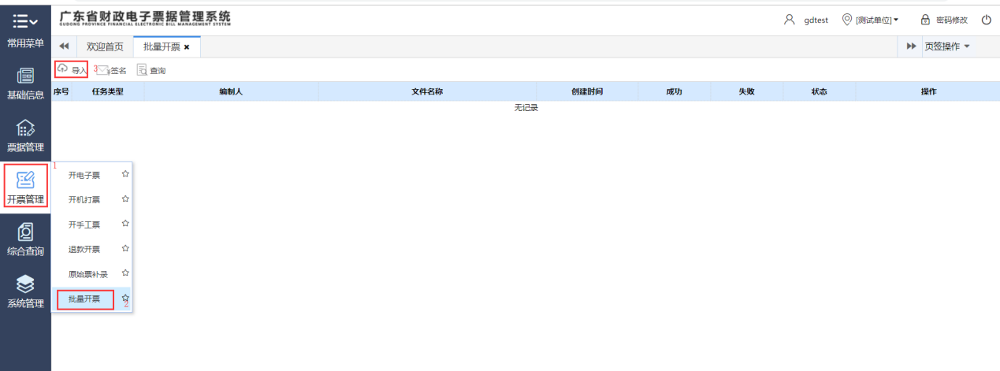 广东省财政电子票据管理系统
GUDONG PROVINCE FINANCIAL ELECTRONIC BILL MANAGEMENT SYSTEM
gdtest [测试单位] 密码修改
常用菜单
欢迎首页 批量开票 × 页签操作
导入 3 签名 查询
基础信息
序号 任务类型 编制人 文件名称 创建时间 成功 失败 状态 操作
无记录
票据管理
1
开票管理
开电子票
开机打票
开手工票
退款开票
原始票补录
批量开票 2
综合查询
系统管理